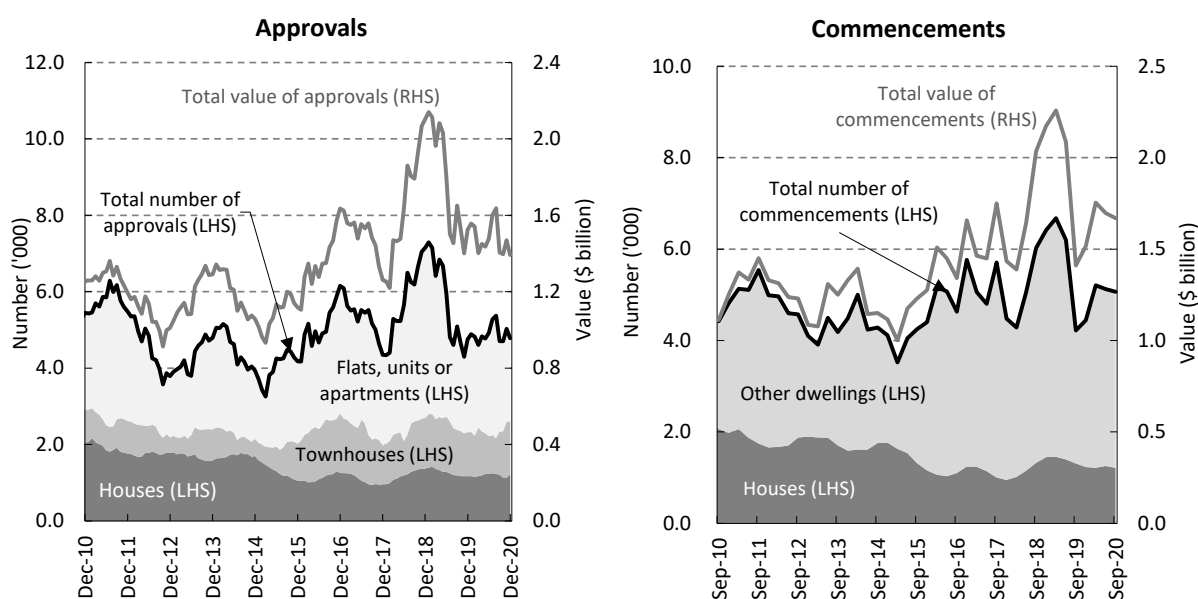 Approvals
12.0
10.0
8.0
6.0
4.0
2.0
0.0
Number ('000)
2.4
2.0
1.6
1.2
0.8
0.4
0.0
Value ($ billion)
Total value of approvals (RHS)
Total number of
approvals (LHS)
Flats, units or
apartments (LHS)
Townhouses (LHS)
Houses (LHS)
Dec-10
Dec-11
Dec-12
Dec-13
Dec-14
Dec-15
Dec-16
Dec-17
Dec-18
Dec-19
Dec-20
Commencements
10.0
8.0
6.0
4.0
2.0
0.0
Number ('000)
2.5
2.0
1.5
1.0
0.5
0.0
Value ($ billion)
Total value of
commencements (RHS)
Total number of
commencements (LHS)
Other dwellings (LHS)
Houses (LHS)
Sep-10
Sep-11
Sep-12
Sep-13
Sep-14
Sep-15
Sep-16
Sep-17
Sep-18
Sep-19
Sep-20